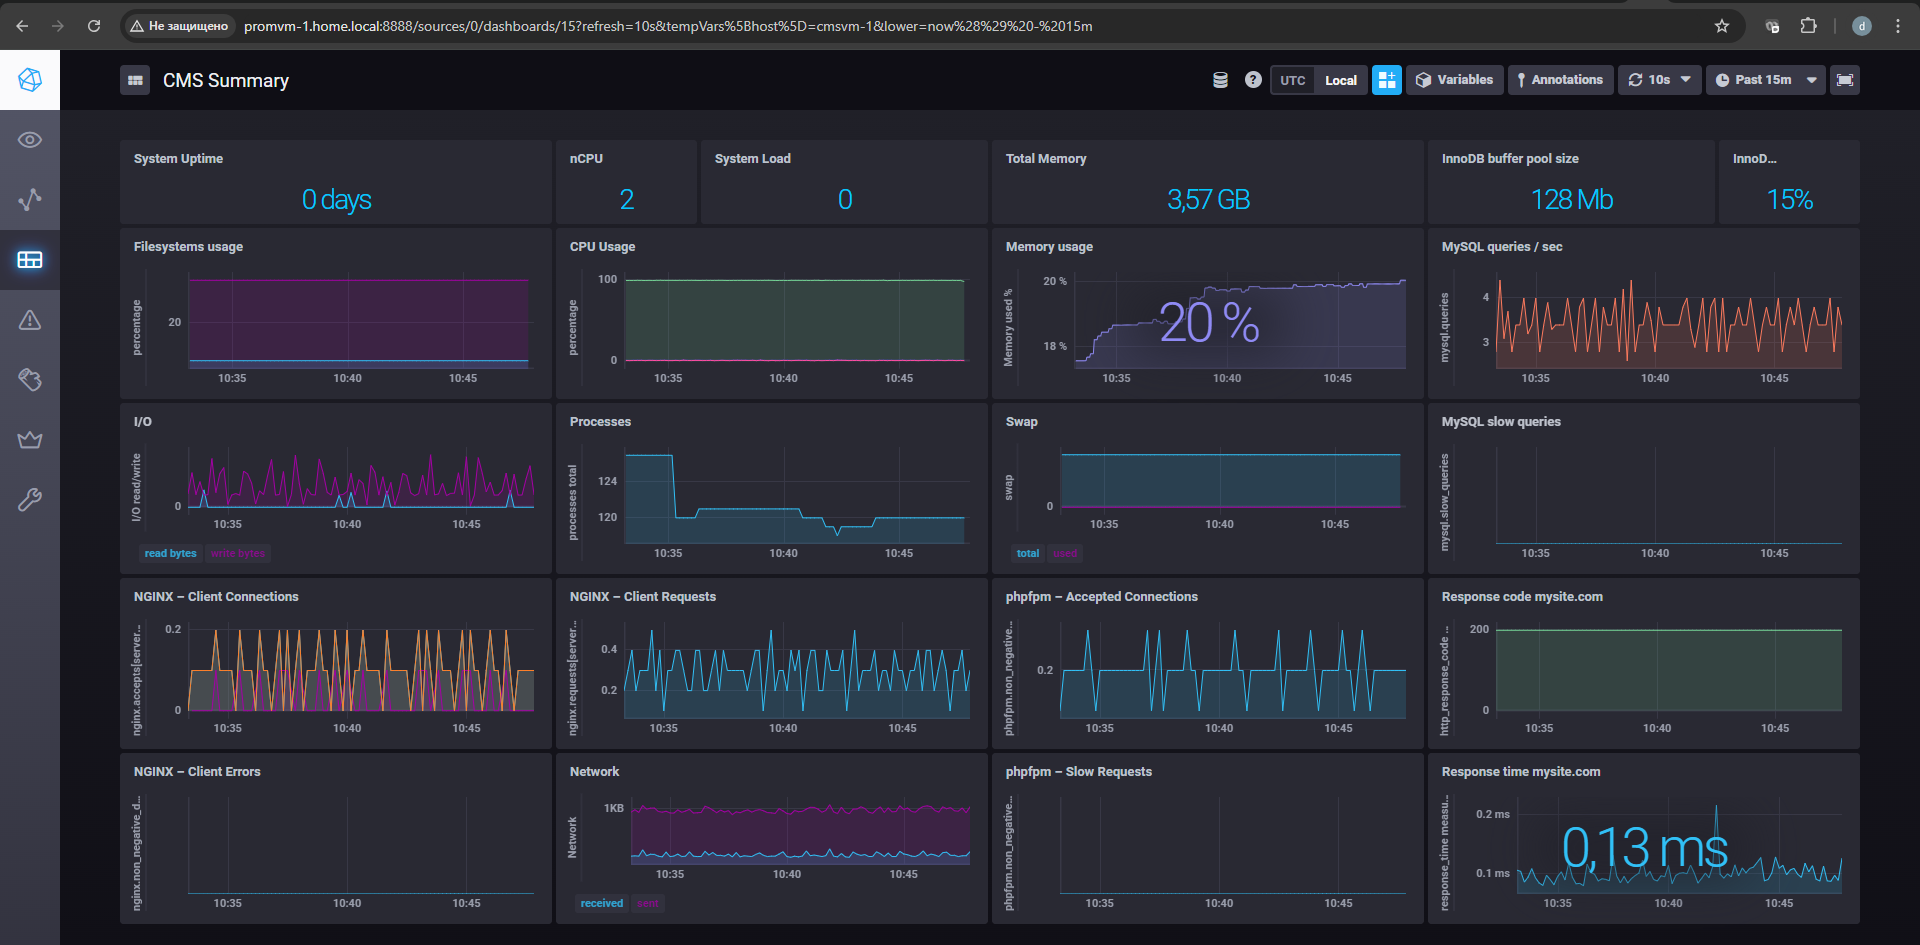 Не защищено
promvm-1.home.local:8888/sources/0/dashboards/15?refresh=10s&tempVars%5Bhost%5D=cmsvm-1&lower=now%28%29%20-%2015m
d
CMS Summary
?
UTC
Local
Variables
Annotations
10s
Past 15m
System Uptime
0 days
nCPU
2
System Load
0
Total Memory
3,57 GB
InnoDB buffer pool size
128 Mb
InnoD...
15%
Filesystems usage
percentage
20
10:35 10:40 10:45
CPU Usage
percentage
100
0
10:35 10:40 10:45
Memory usage
Memory used %
20 %
18 %
20 %
10:35 10:40 10:45
MySQL queries / sec
mysql.queries
4
3
10:35 10:40 10:45
I/O
I/O read/write
0
10:35 10:40 10:45
read bytes write bytes
Processes
processes total
124
120
10:35 10:40 10:45
Swap
swap
0
10:35 10:40 10:45
total used
MySQL slow queries
mysql.slow_queries
10:35 10:40 10:45
NGINX – Client Connections
nginx.accepts[server...
0.2
0
10:35 10:40 10:45
NGINX – Client Requests
nginx.requests[server...
0.4
0.2
10:35 10:40 10:45
phpfpm – Accepted Connections
phpfpm.non_negative...
0.2
10:35 10:40 10:45
Response code mysite.com
http_response_code ...
200
0
10:35 10:40 10:45
NGINX – Client Errors
nginx.non_negative_d...
10:35 10:40 10:45
Network
Network
1KB
10:35 10:40 10:45
received sent
phpfpm – Slow Requests
phpfpm.non_negative...
10:35 10:40 10:45
Response time mysite.com
response_time measu...
0.2 ms
0.1 ms
0,13 ms
10:35 10:40 10:45